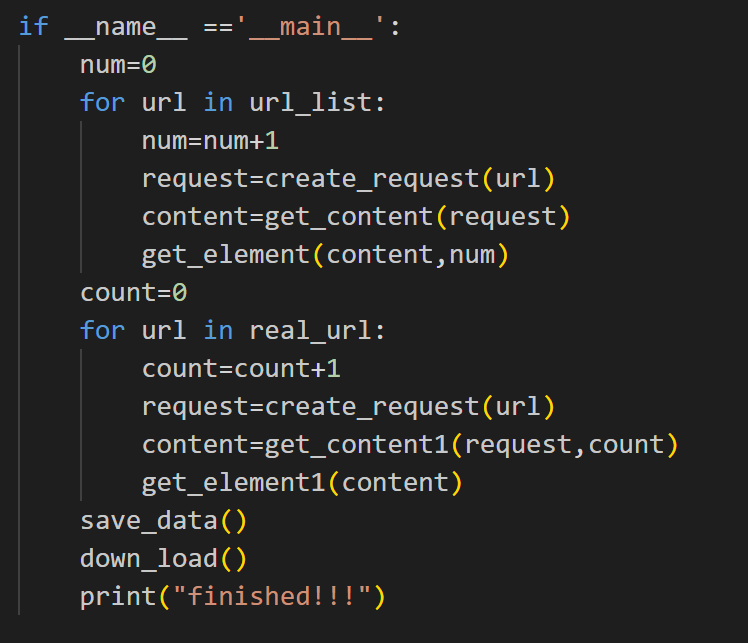 if __name__ =='__main__':
    num=0
    for url in url_list:
        num=num+1
        request=create_request(url)
        content=get_content(request)
        get_element(content,num)
    count=0
    for url in real_url:
        count=count+1
        request=create_request(url)
        content=get_content1(request,count)
        get_element1(content)
    save_data()
    down_load()
    print("finished!!!")